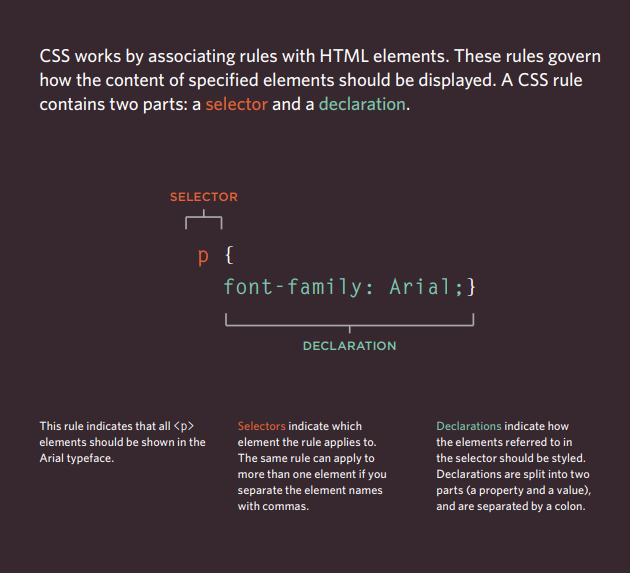 CSS works by associating rules with HTML elements. These rules govern
how the content of specified elements should be displayed. A CSS rule
contains two parts: a selector and a declaration.
SELECTOR
p {
font-family: Arial;}
DECLARATION
This rule indicates that all <p>
elements should be shown in the
Arial typeface.
Selectors indicate which
element the rule applies to.
The same rule can apply to
more than one element if you
separate the element names
with commas.
Declarations indicate how
the elements referred to in
the selector should be styled.
Declarations are split into two
parts (a property and a value),
and are separated by a colon.